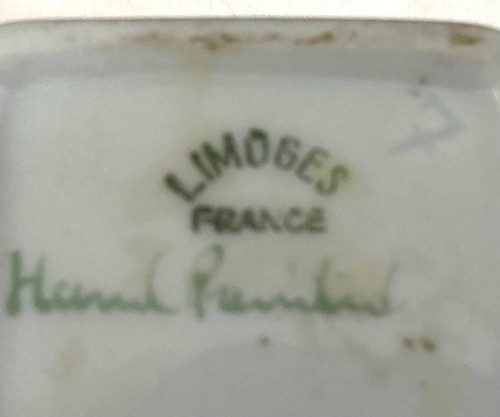 LIMOGES
FRANCE
Hand Painted